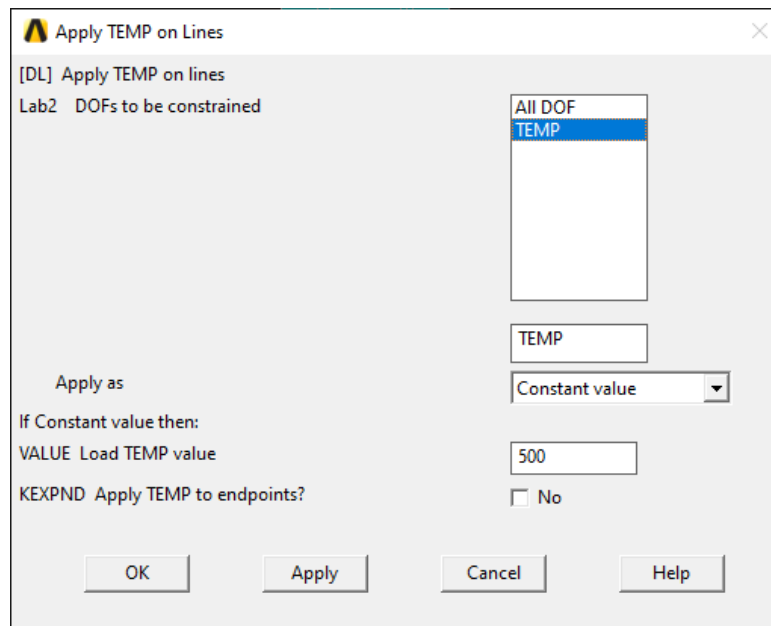 Apply TEMP on Lines
[DL] Apply TEMP on lines
Lab2 DOFs to be constrained
All DOF
TEMP
TEMP
Apply as
Constant value
If Constant value then:
VALUE Load TEMP value
500
KEXPND Apply TEMP to endpoints?
No
OK Apply Cancel Help